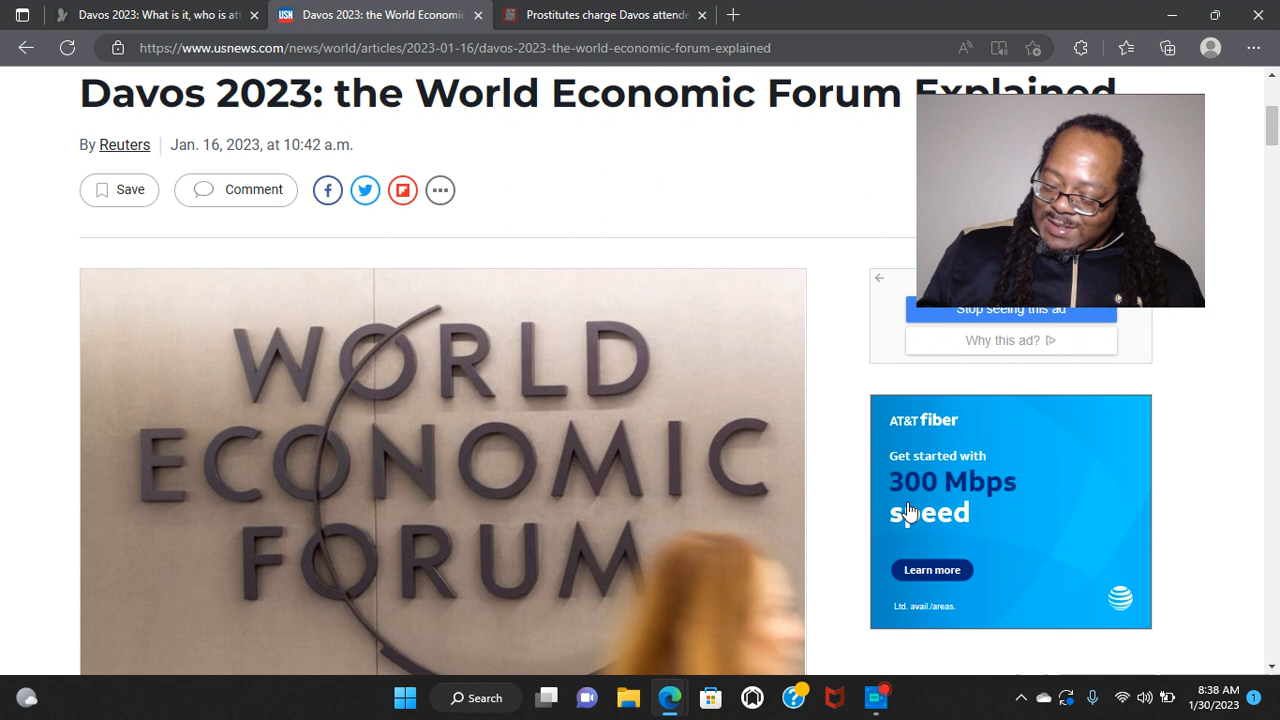 Davos 2023: What is it, who is att
Davos 2023: the World Economic
Prostitutes charge Davos attende
https://www.usnews.com/news/world/articles/2023-01-16/davos-2023-the-world-economic-forum-explained
Davos 2023: the World Economic Forum Explained
By Reuters Jan. 16, 2023, at 10:42 a.m.
Save
Comment
WORLD
ECONOMIC
FORUM
Stop seeing this ad
Why this ad?
AT&T fiber
Get started with
300 Mbps
speed
Learn more
Ltd. avail./areas.
Search
8:38 AM
1/30/2023
1